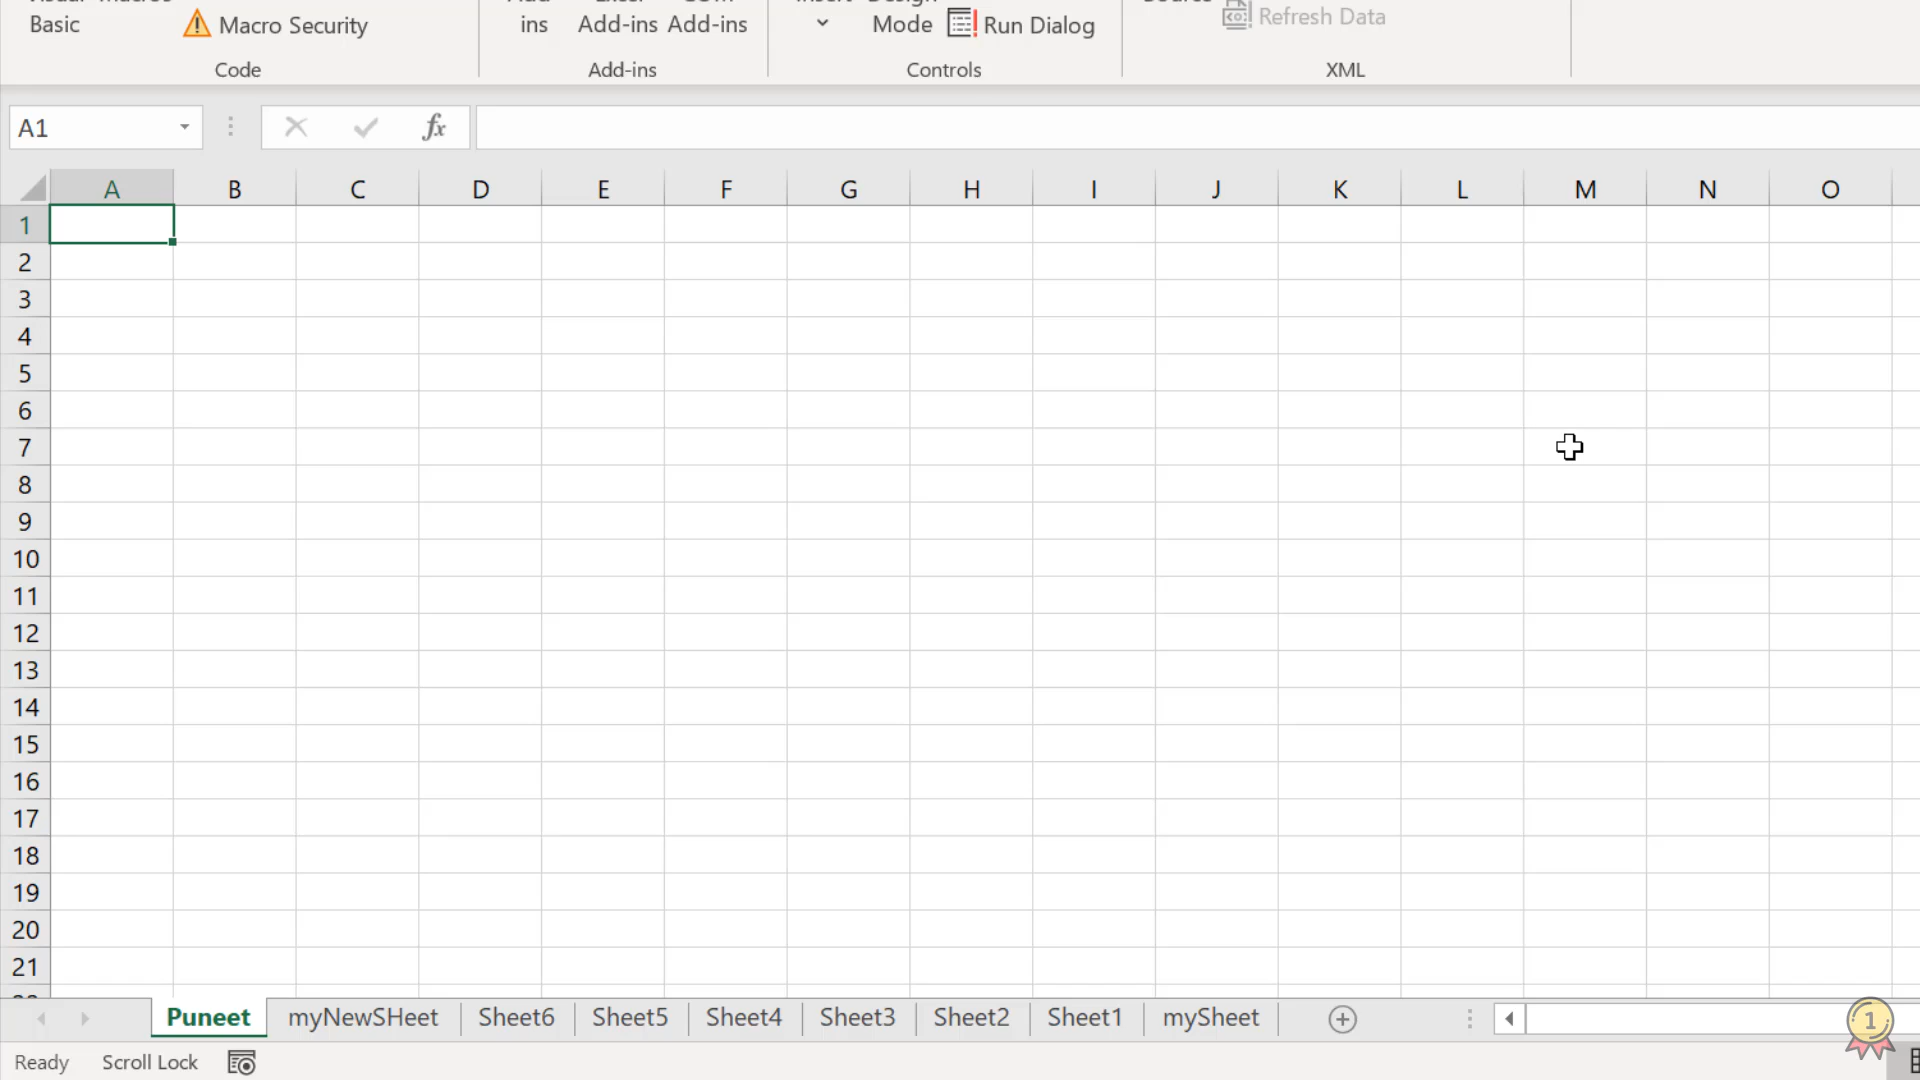 Basic
Macro Security
ins
Add-ins
Add-ins
Mode
Run Dialog
Source
Refresh Data
Code
Add-ins
Controls
XML
A1
fx
A B C D E F G H I J K L M N O
1
2
3
4
5
6
7
8
9
10
11
12
13
14
15
16
17
18
19
20
21
Puneet myNewSHeet Sheet6 Sheet5 Sheet4 Sheet3 Sheet2 Sheet1 mySheet
1
Ready Scroll Lock